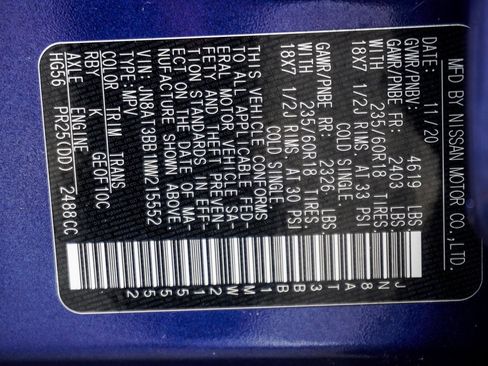 MFD BY NISSAN MOTOR CO.,LTD.
DATE: 11/20
GVWR/PNBV: 4619 LBS.
GAWR/PNBE FR: 2403 LBS.
WITH 235/60R18 TIRES
18X7 1/2J RIMS. AT 33 PSI
COLD SINGLE.
GAWR/PNBE RR: 2326 LBS.
WITH 235/60R18 TIRES.
18X7 1/2J RIMS. AT 30 PSI
COLD SINGLE.
THIS VEHICLE CONFORMS
TO ALL APPLICABLE FED-
ERAL MOTOR VEHICLE SA-
FETY AND THEFT PREVEN-
TION STANDARDS IN EFF-
ECT ON THE DATE OF MA-
NUFACTURE SHOWN ABOVE.
VIN: JN8AT3BB1MW215552
TYPE: MPV
COLOR TRIM TRANS
RBY K GE0F10C
AXLE ENGINE
HG56 PR25(DD) 2488CC
JN8AT3BB1MW215552